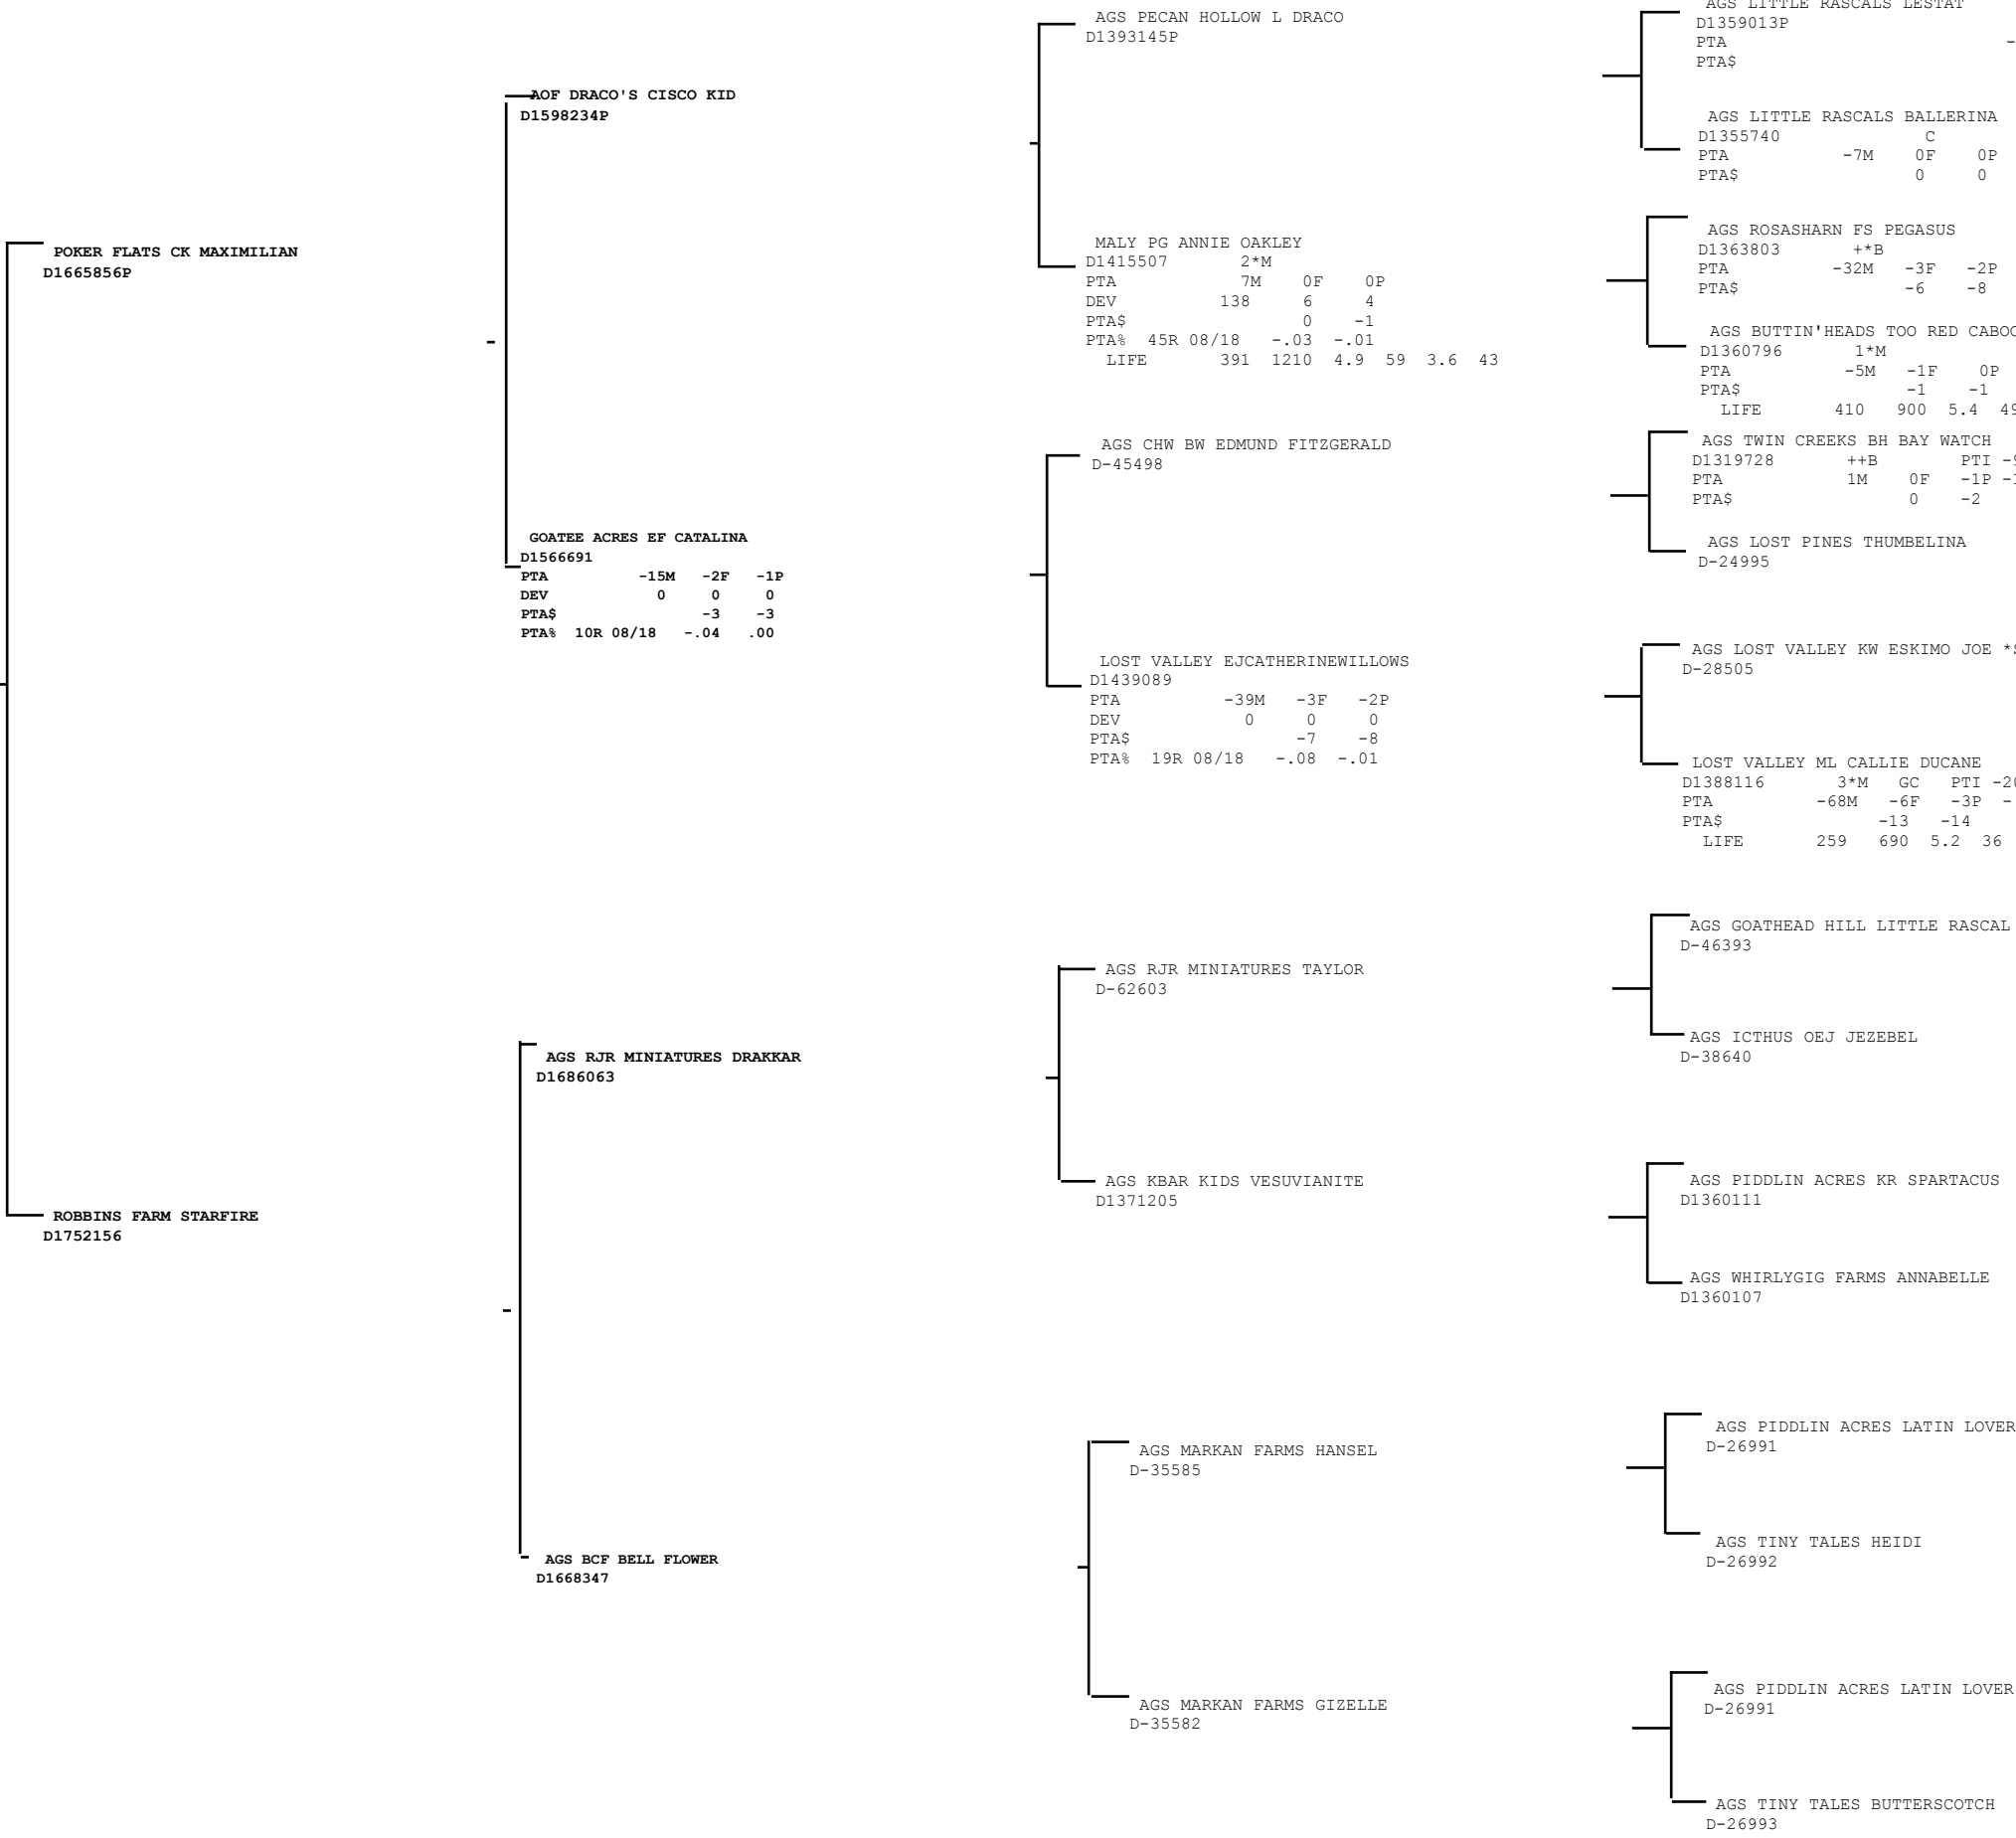 POKER FLATS CK MAXIMILIAN
D1665856P
ROBBINS FARM STARFIRE
D1752156
AOF DRACO'S CISCO KID
D1598234P
GOATEE ACRES EF CATALINA
D1566691
PTA -15M -2F -1P
DEV 0 0 0
PTA$ -3 -3
PTA% 10R 08/18 -.04 .00
AGS RJR MINIATURES DRAKKAR
D1686063
AGS BCF BELL FLOWER
D1668347
AGS PECAN HOLLOW L DRACO
D1393145P
MALY PG ANNIE OAKLEY
D1415507 2*M
PTA 7M 0F 0P
DEV 138 6 4
PTA$ 0 -1
PTA% 45R 08/18 -.03 -.01
LIFE 391 1210 4.9 59 3.6 43
AGS CHW BW EDMUND FITZGERALD
D-45498
LOST VALLEY EJCATHERINEWILLOWS
D1439089
PTA -39M -3F -2P
DEV 0 0 0
PTA$ -7 -8
PTA% 19R 08/18 -.08 -.01
AGS RJR MINIATURES TAYLOR
D-62603
AGS KBAR KIDS VESUVIANITE
D1371205
AGS MARKAN FARMS HANSEL
D-35585
AGS MARKAN FARMS GIZELLE
D-35582
AGS LITTLE RASCALS LESTAT
D1359013P
PTA -
PTA$
AGS LITTLE RASCALS BALLERINA
D1355740 C
PTA -7M 0F 0P
PTA$ 0 0
AGS ROSASHARN FS PEGASUS
D1363803 +*B
PTA -32M -3F -2P
PTA$ -6 -8
AGS BUTTIN'HEADS TOO RED
D1360796 1*M
PTA -5M -1F 0P
PTA$ -1 -1
LIFE 410 900 5.4 49
AGS TWIN CREEKS BH BAY WATCH
D1319728 ++B PTI
PTA 1M 0F -1P
PTA$ 0 -2
AGS LOST PINES THUMBELINA
D-24995
AGS LOST VALLEY KW ESKIMO JOE
D-28505
LOST VALLEY ML CALLIE DUCANE
D1388116 3*M GC PTI
PTA -68M -6F -3P -
PTA$ -13 -14
LIFE 259 690 5.2 36
AGS GOATHEAD HILL LITTLE RASCAL
D-46393
AGS ICTHUS OEJ JEZEBEL
D-38640
AGS PIDDLIN ACRES KR SPARTACUS
D1360111
AGS WHIRLYGIG FARMS ANNABELLE
D1360107
AGS PIDDLIN ACRES LATIN LOVER
D-26991
AGS TINY TALES HEIDI
D-26992
AGS PIDDLIN ACRES LATIN LOVER
D-26991
AGS TINY TALES BUTTERSCOTCH
D-26993